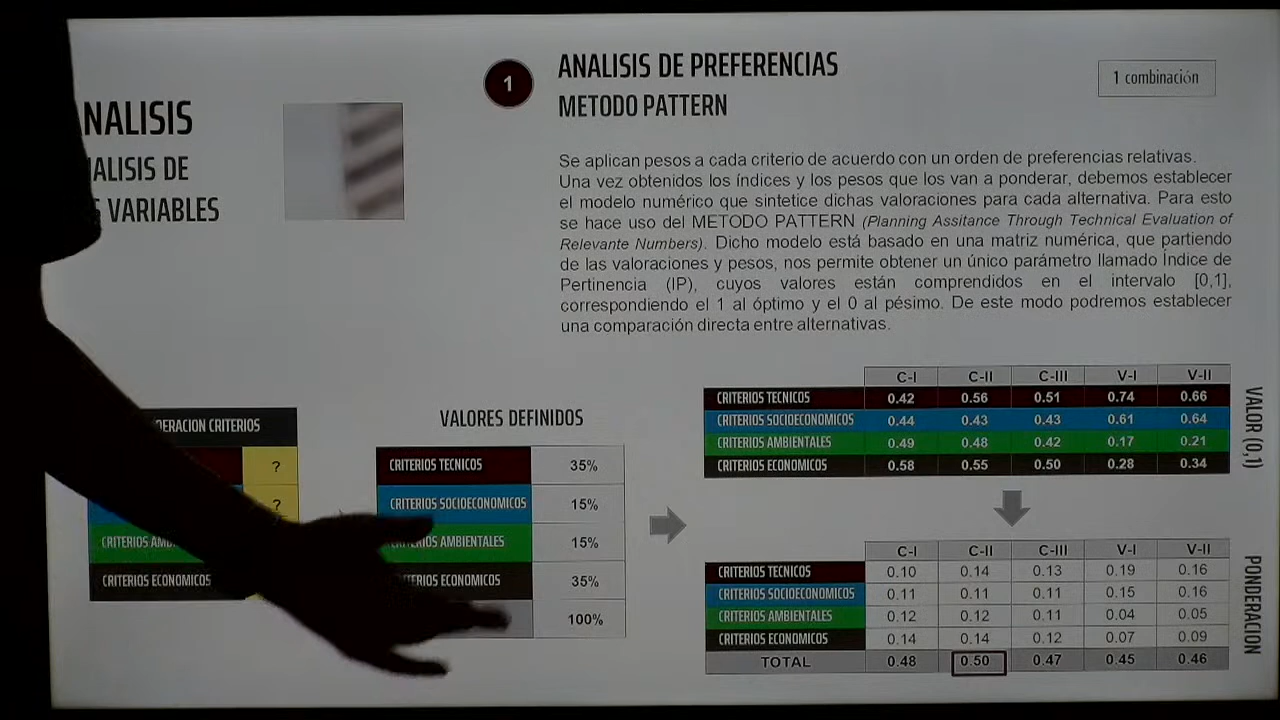 NALISIS
ALISIS DE
VARIABLES
1
ANALISIS DE PREFERENCIAS
METODO PATTERN
1 combinación
Se aplican pesos a cada criterio de acuerdo con un orden de preferencias relativas.
Una vez obtenidos los índices y los pesos que los van a ponderar, debemos establecer
el modelo numérico que sintetice dichas valoraciones para cada alternativa. Para esto
se hace uso del METODO PATTERN (Planning Assitance Through Technical Evaluation of
Relevante Numbers). Dicho modelo está basado en una matriz numérica, que partiendo
de las valoraciones y pesos, nos permite obtener un único parámetro llamado Índice de
Pertinencia (IP), cuyos valores están comprendidos en el intervalo [0,1],
correspondiendo el 1 al óptimo y el 0 al pésimo. De este modo podremos establecer
una comparación directa entre alternativas.
DERACION CRITERIOS
?
?
CRITERIOS AMB
CRITERIOS ECONOMICOS
VALORES DEFINIDOS
CRITERIOS TECNICOS 35%
CRITERIOS SOCIOECONOMICOS 15%
CRITERIOS AMBIENTALES 15%
ECONOMICOS 35%
100%
C-I C-II C-III V-I V-II
CRITERIOS TECNICOS 0.42 0.56 0.51 0.74 0.66
CRITERIOS SOCIOECONOMICOS 0.44 0.43 0.43 0.61 0.64
CRITERIOS AMBIENTALES 0.49 0.48 0.42 0.17 0.21
CRITERIOS ECONOMICOS 0.58 0.55 0.50 0.28 0.34
VALOR (0,1)
C-I C-II C-III V-I V-II
CRITERIOS TECNICOS 0.10 0.14 0.13 0.19 0.16
CRITERIOS SOCIOECONOMICOS 0.11 0.11 0.11 0.15 0.16
CRITERIOS AMBIENTALES 0.12 0.12 0.11 0.04 0.05
CRITERIOS ECONOMICOS 0.14 0.14 0.12 0.07 0.09
TOTAL 0.48 0.50 0.47 0.45 0.46
PONDERACION